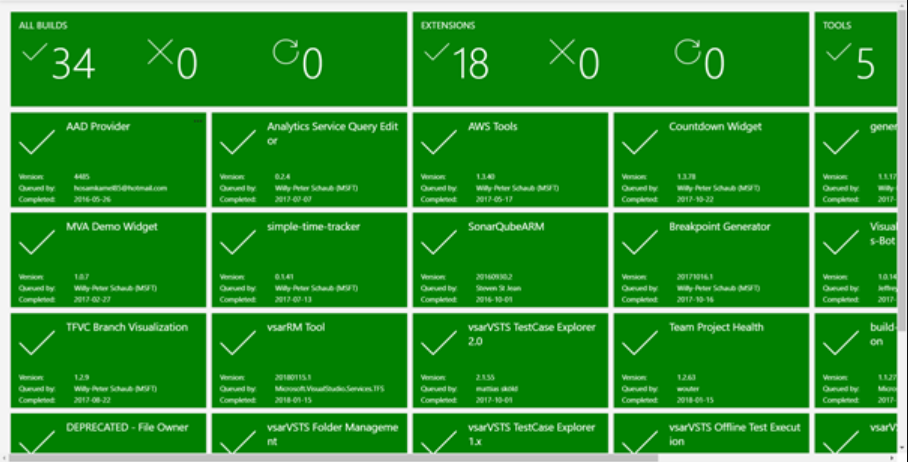 ALL BUILDS
34
0
0
EXTENSIONS
18
0
0
TOOLS
5
AAD Provider
Version: 4485
Queued by: hosamkamel85@hotmail.com
Completed: 2016-05-26
Analytics Service Query Edit
or
Version: 0.2.4
Queued by: Willy-Peter Schaub (MSFT)
Completed: 2017-07-07
AWS Tools
Version: 1.3.40
Queued by: Willy-Peter Schaub (MSFT)
Completed: 2017-05-17
Countdown Widget
Version: 1.3.78
Queued by: Willy-Peter Schaub (MSFT)
Completed: 2017-10-22
gener
Version: 1.1.17
Queued by: Willy-
Completed: 2017-
MVA Demo Widget
Version: 1.0.7
Queued by: Willy-Peter Schaub (MSFT)
Completed: 2017-02-27
simple-time-tracker
Version: 0.1.41
Queued by: Willy-Peter Schaub (MSFT)
Completed: 2017-07-13
SonarQubeARM
Version: 20160930.2
Queued by: Steven St Jean
Completed: 2016-10-01
Breakpoint Generator
Version: 20171016.1
Queued by: Willy-Peter Schaub (MSFT)
Completed: 2017-10-16
Visual
s-Bot
Version: 1.0.14
Queued by: Jeffrey
Completed: 2017-
TFVC Branch Visualization
Version: 1.2.9
Queued by: Willy-Peter Schaub (MSFT)
Completed: 2017-08-22
vsarRM Tool
Version: 20180115.1
Queued by: Microsoft.VisualStudio.Services.TFS
Completed: 2018-01-15
vsarVSTS TestCase Explorer
2.0
Version: 2.1.55
Queued by: mattias sköld
Completed: 2017-10-01
Team Project Health
Version: 1.2.63
Queued by: wouter
Completed: 2018-01-15
build-
on
Version: 1.1.27
Queued by: Micro
Completed: 2017-
DEPRECATED - File Owner
vsarVSTS Folder Manageme
nt
vsarVSTS TestCase Explorer
1.x
vsarVSTS Offline Test Execut
ion
vsarV